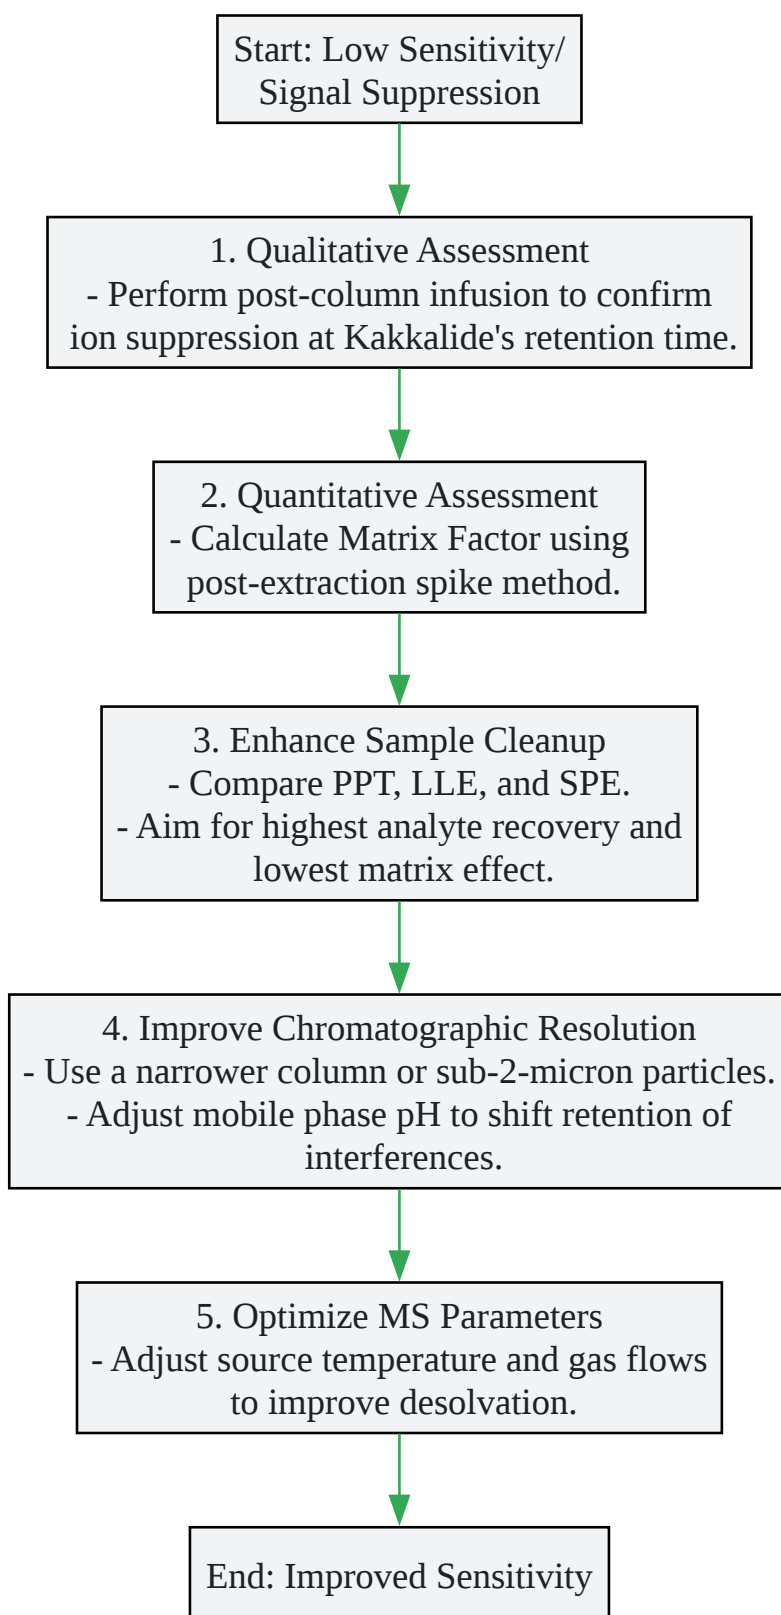 Start: Low Sensitivity/
Signal Suppression
1. Qualitative Assessment
- Perform post-column infusion to confirm
ion suppression at Kakkalide's retention time.
2. Quantitative Assessment
- Calculate Matrix Factor using
post-extraction spike method.
3. Enhance Sample Cleanup
- Compare PPT, LLE, and SPE.
- Aim for highest analyte recovery and
lowest matrix effect.
4. Improve Chromatographic Resolution
- Use a narrower column or sub-2-micron particles.
- Adjust mobile phase pH to shift retention of
interferences.
5. Optimize MS Parameters
- Adjust source temperature and gas flows
to improve desolvation.
End: Improved Sensitivity